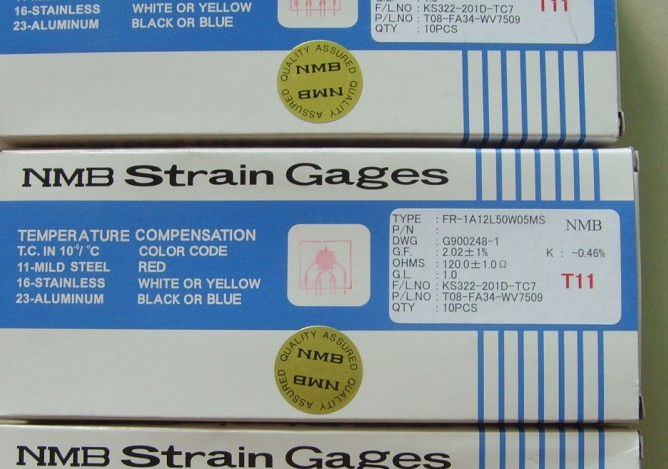 16-STAINLESS WHITE OR YELLOW
23-ALUMINUM BLACK OR BLUE
F/L.NO : KS322-201D-TC7
P/L.NO : T08-FA34-WV7509
QTY : 10PCS
T11
QUALITY ASSURED
NMB
NMB
QUALITY ASSURED
NMB Strain Gages
TEMPERATURE COMPENSATION
T.C. IN 10⁻⁶/ °C COLOR CODE
11-MILD STEEL RED
16-STAINLESS WHITE OR YELLOW
23-ALUMINUM BLACK OR BLUE
TYPE : FR-1A12L50W05MS NMB
P/N :
DWG : G900248-1
G.F. : 2.02±1% K : -0.46%
OHMS : 120.0±1.0Ω
G.L : 1.0
F/L.NO : KS322-201D-TC7
P/L.NO : T08-FA34-WV7509
QTY : 10PCS
T11
QUALITY ASSURED
NMB
NMB
QUALITY ASSURED
NMB Strain Gages